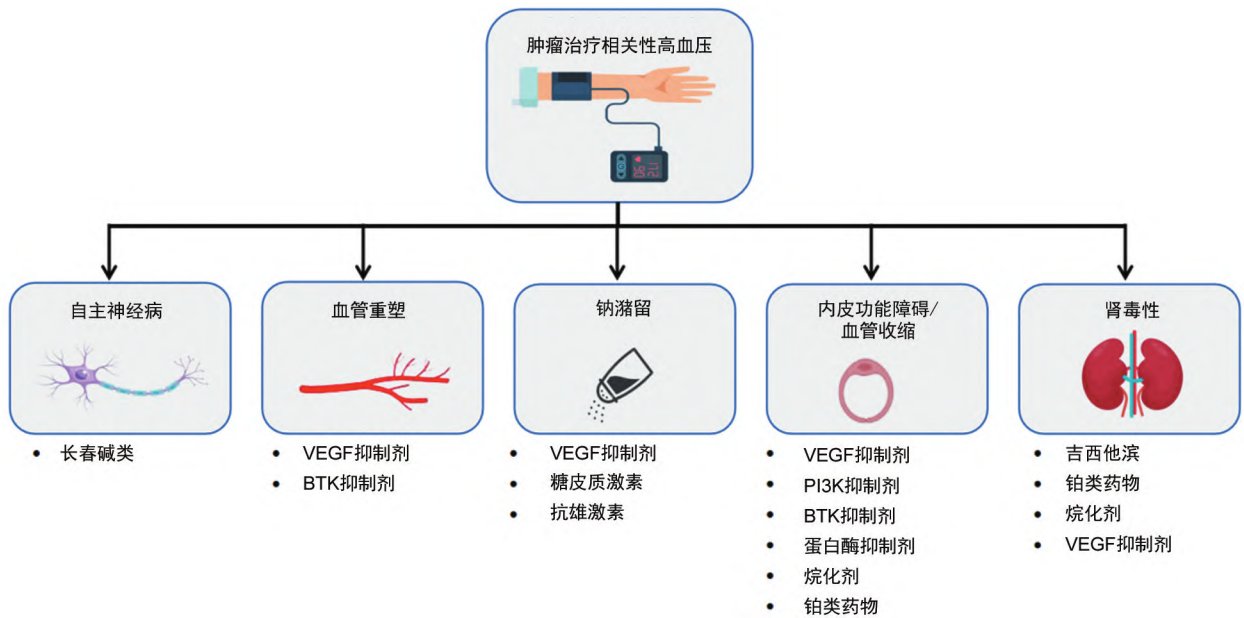 肿瘤治疗相关性高血压
自主神经病
• 长春碱类
血管重塑
• VEGF抑制剂
• BTK抑制剂
钠潴留
• VEGF抑制剂
• 糖皮质激素
• 抗雄激素
内皮功能障碍/
血管收缩
• VEGF抑制剂
• PI3K抑制剂
• BTK抑制剂
• 蛋白酶抑制剂
• 烷化剂
• 铂类药物
肾毒性
• 吉西他滨
• 铂类药物
• 烷化剂
• VEGF抑制剂